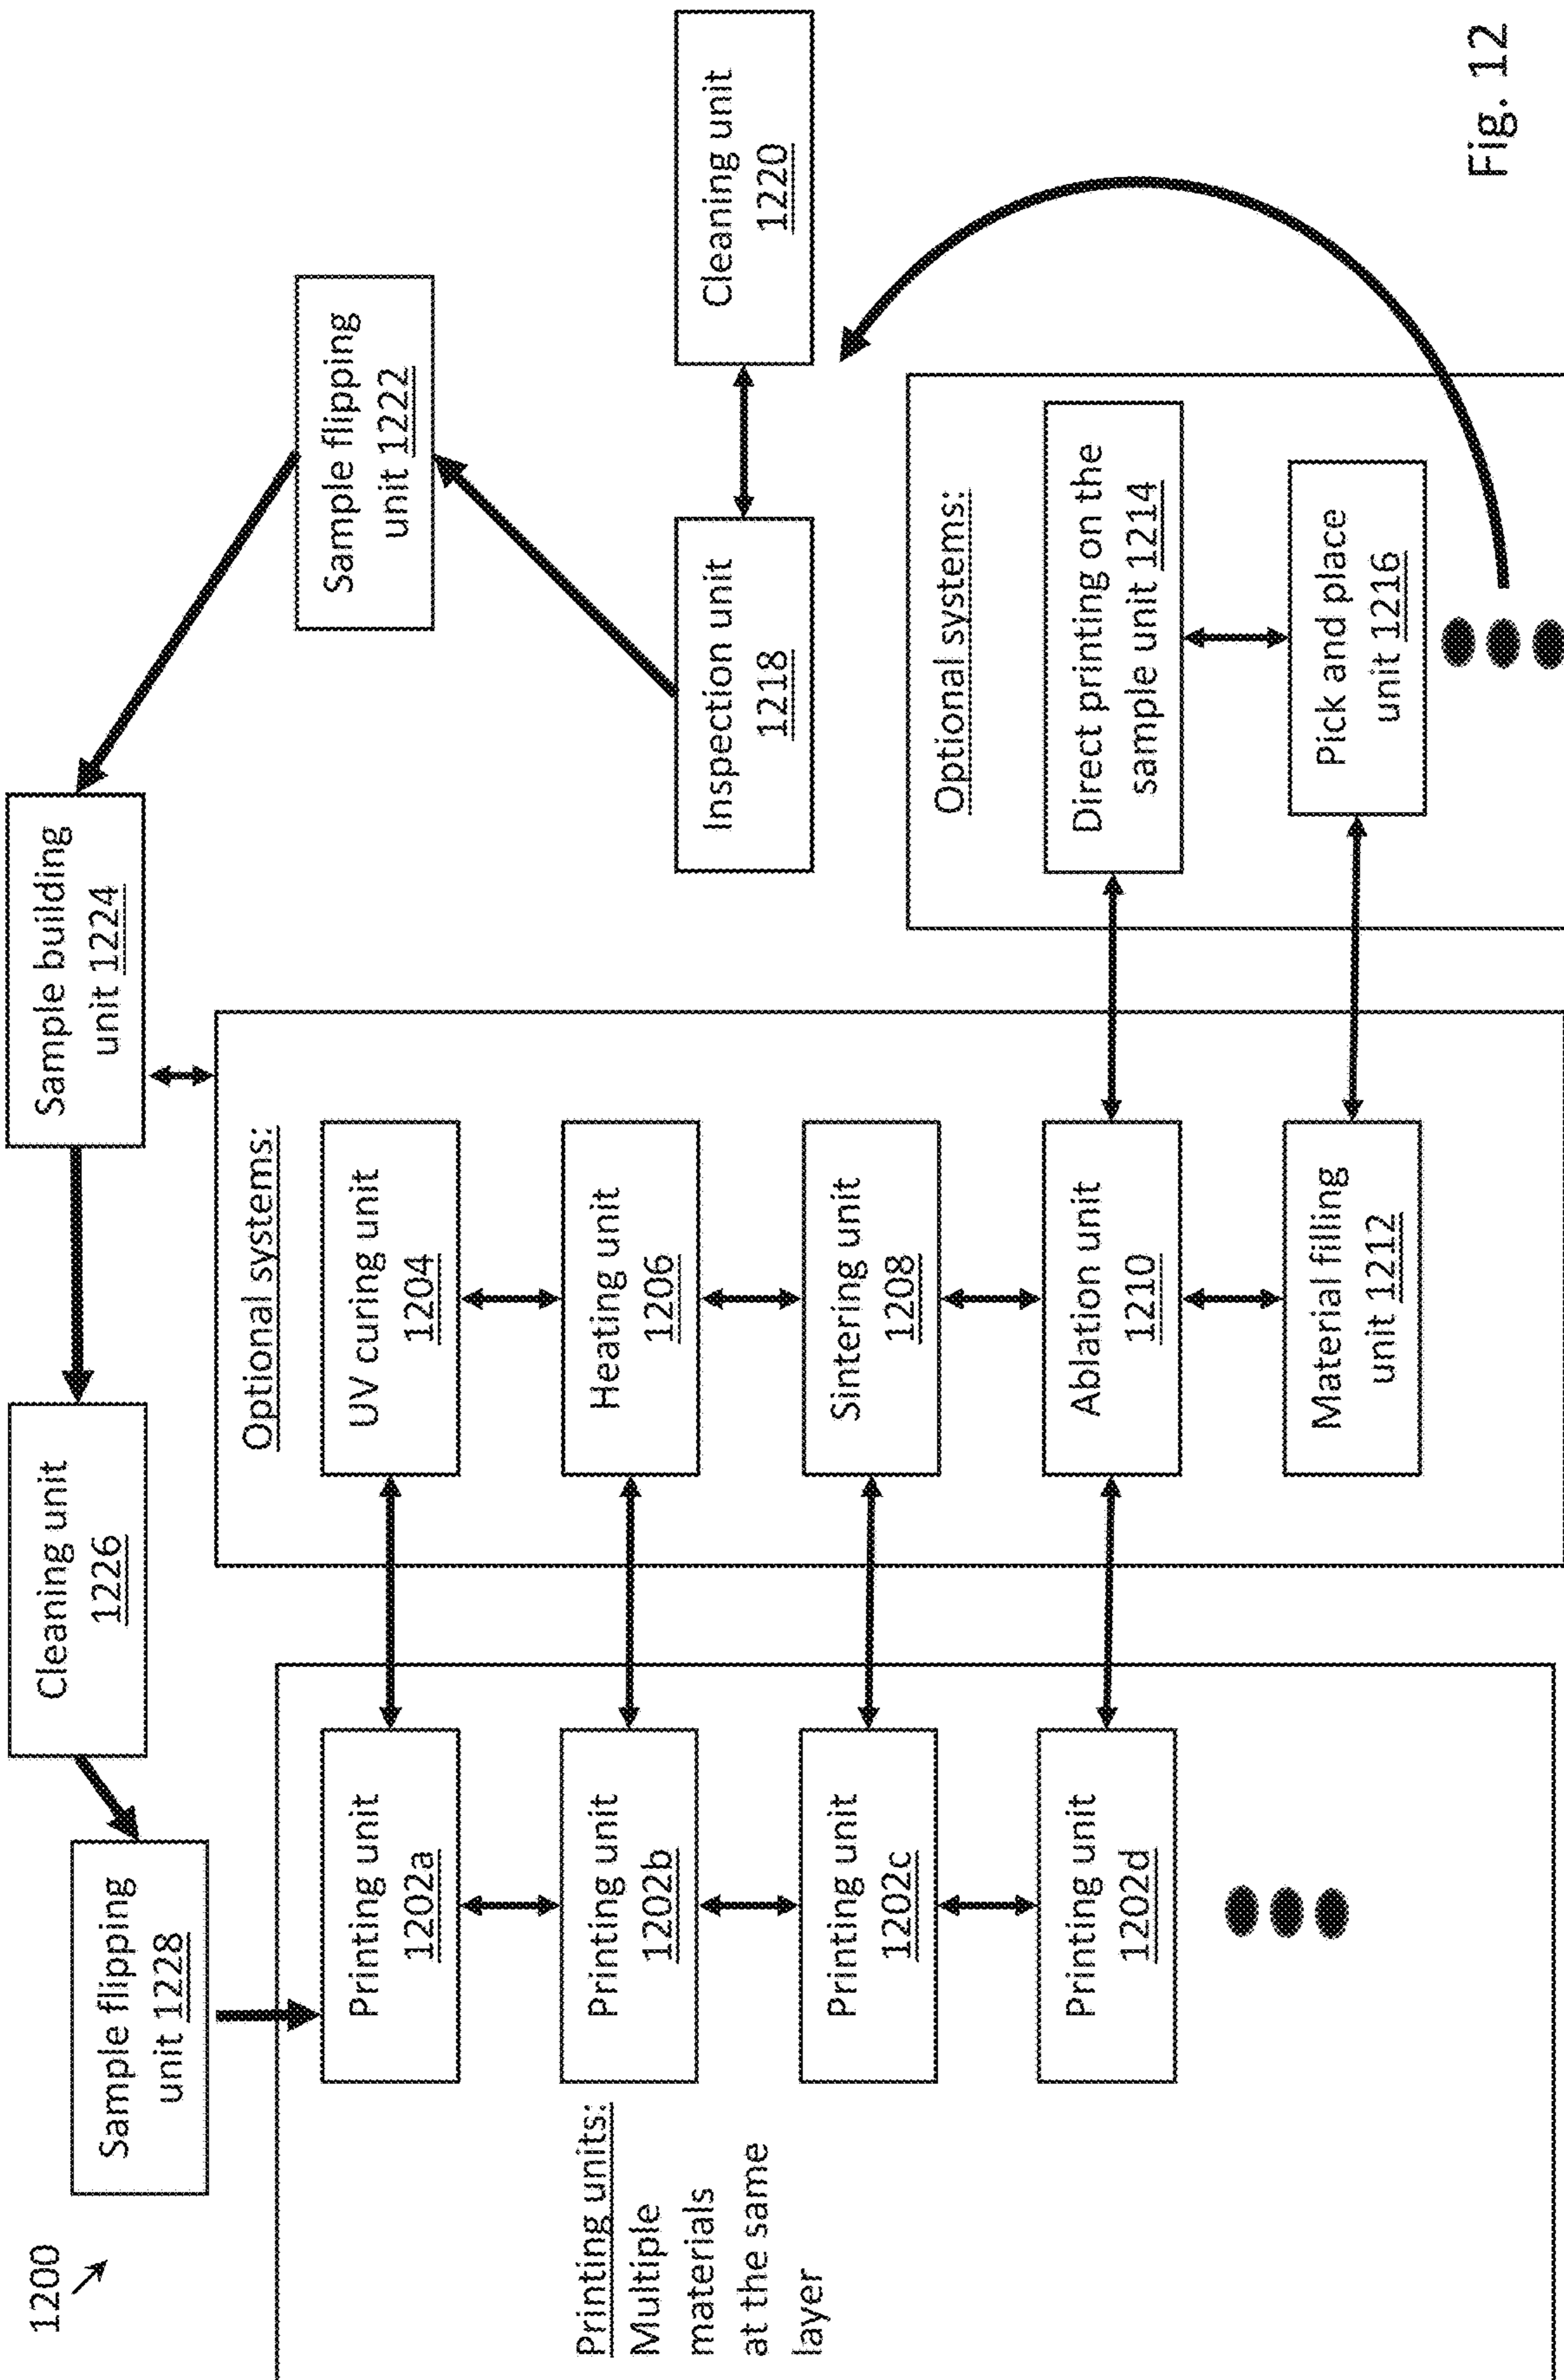 1200
Sample flipping
unit 1228
Cleaning unit
1226
Sample building
unit 1224
Sample flipping
unit 1222
Inspection unit
1218
Cleaning unit
1220
Printing units:
Multiple
materials
at the same
layer
Printing unit
1202a
Printing unit
1202b
Printing unit
1202c
Printing unit
1202d
Optional systems:
UV curing unit
1204
Heating unit
1206
Sintering unit
1208
Ablation unit
1210
Material filling
unit 1212
Optional systems:
Direct printing on the
sample unit 1214
Pick and place
unit 1216
Fig. 12